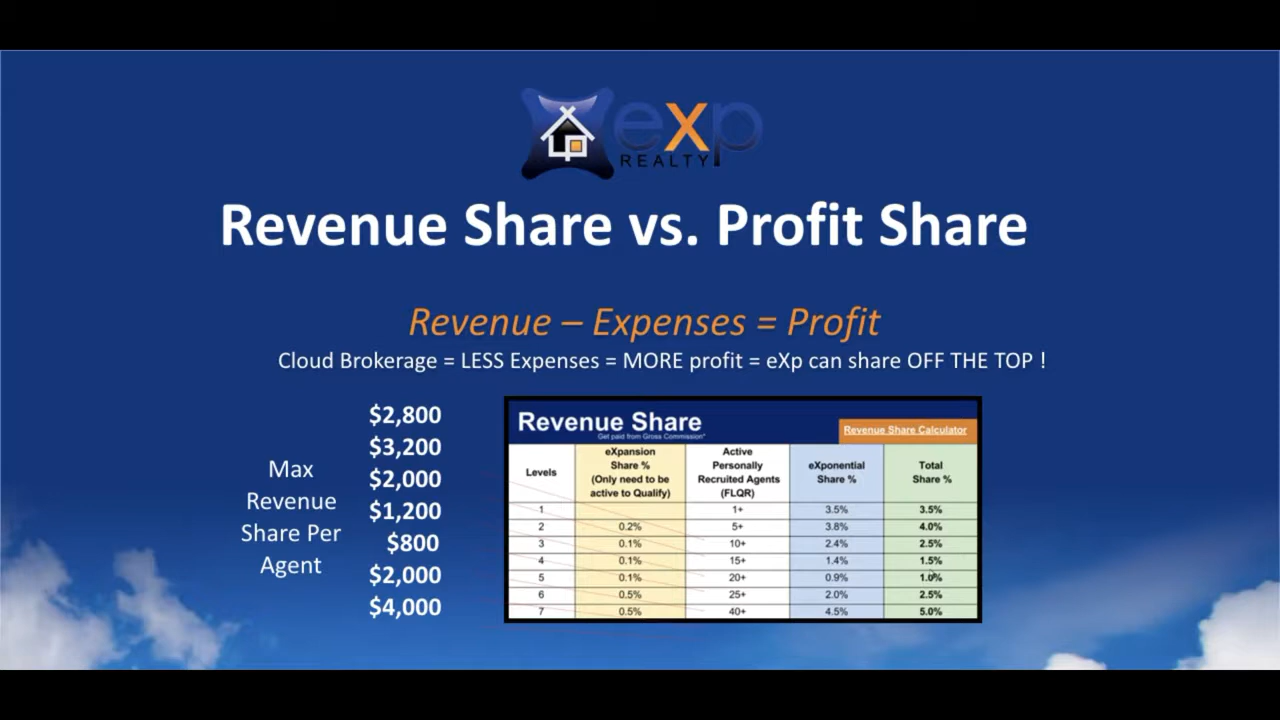 eXp
REALTY
Revenue Share vs. Profit Share
Revenue – Expenses = Profit
Cloud Brokerage = LESS Expenses = MORE profit = eXp can share OFF THE TOP !
Max
Revenue
Share Per
Agent
$2,800
$3,200
$2,000
$1,200
$800
$2,000
$4,000
Revenue Share
Get paid from Gross Commission*
Revenue Share Calculator
Levels
eXpansion
Share %
(Only need to be
active to Qualify)
Active
Personally
Recruited Agents
(FLQR)
eXponential
Share %
Total
Share %
1 1+ 3.5% 3.5%
2 0.2% 5+ 3.8% 4.0%
3 0.1% 10+ 2.4% 2.5%
4 0.1% 15+ 1.4% 1.5%
5 0.1% 20+ 0.9% 1.0%
6 0.5% 25+ 2.0% 2.5%
7 0.5% 40+ 4.5% 5.0%